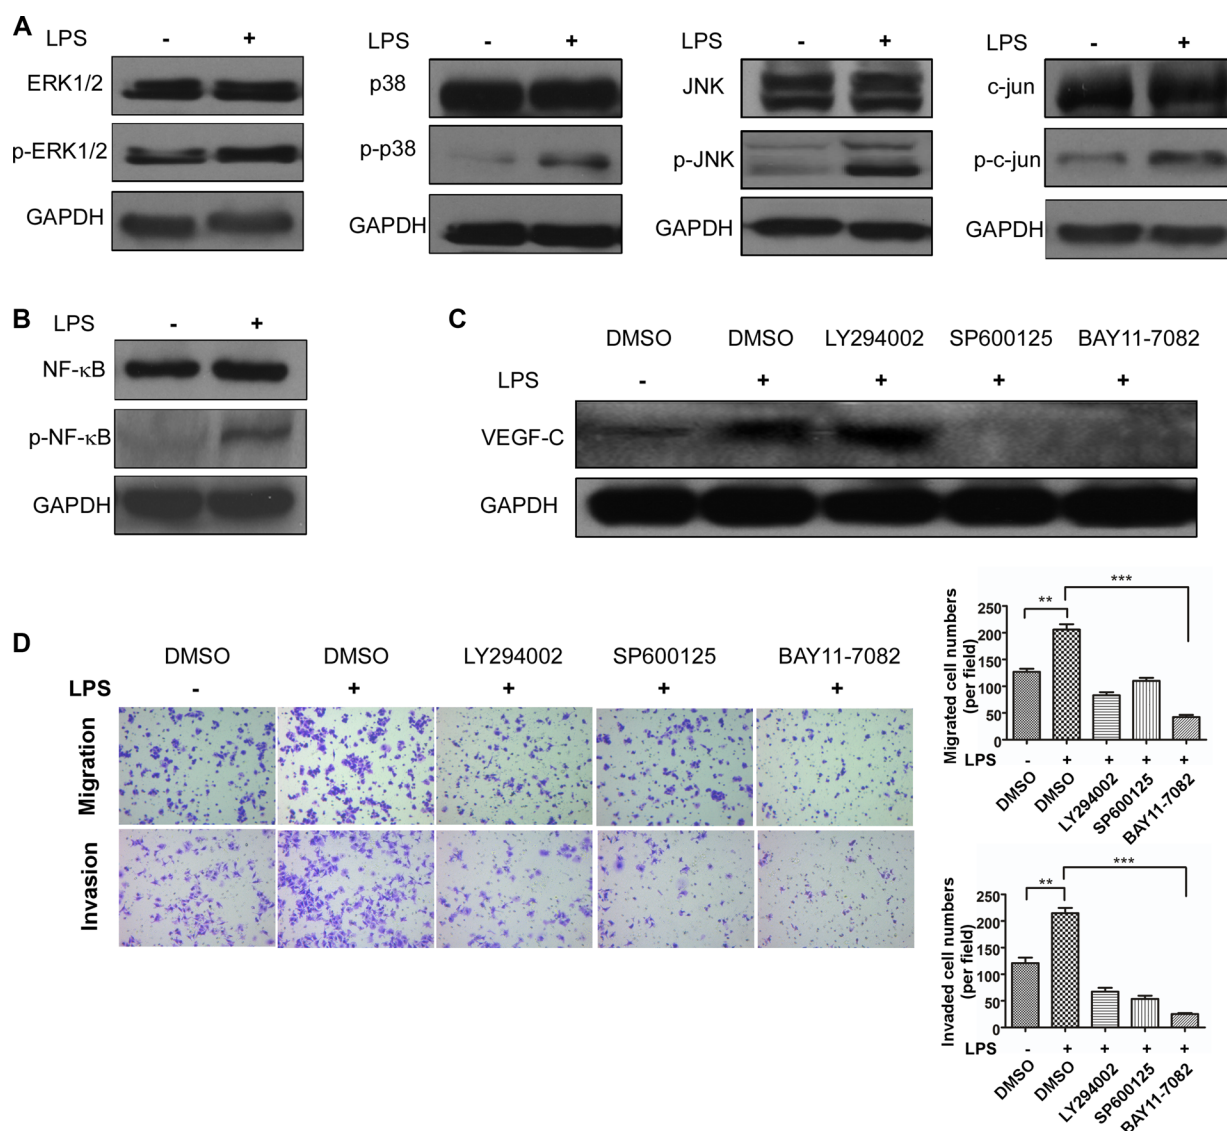 A
LPS - +
ERK1/2
p-ERK1/2
GAPDH
LPS - +
p38
p-p38
GAPDH
LPS - +
JNK
p-JNK
GAPDH
LPS - +
c-jun
p-c-jun
GAPDH
B
LPS - +
NF-κB
p-NF-κB
GAPDH
C
DMSO DMSO LY294002 SP600125 BAY11-7082
LPS - + + + +
VEGF-C
GAPDH
D
DMSO DMSO LY294002 SP600125 BAY11-7082
LPS - + + + +
Migration
Invasion
Migrated cell numbers
(per field)
250
200
150
100
50
0
** ***
LPS - + + + +
DMSO
DMSO
LY294002
SP600125
BAY11-7082
Invaded cell numbers
(per field)
250
200
150
100
50
0
** ***
LPS - + + + +
DMSO
DMSO
LY294002
SP600125
BAY11-7082